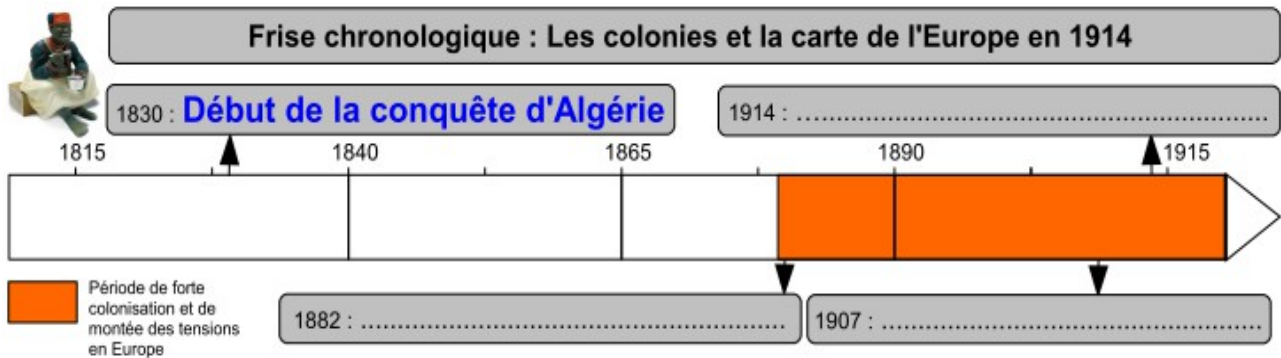 Frise chronologique : Les colonies et la carte de l'Europe en 1914
1830 : Début de la conquête d'Algérie
1914 : ........................................................................
1815 1840 1865 1890 1915
Période de forte
colonisation et de
montée des tensions
en Europe
1882 : ................................................................
1907 : ..........................................................